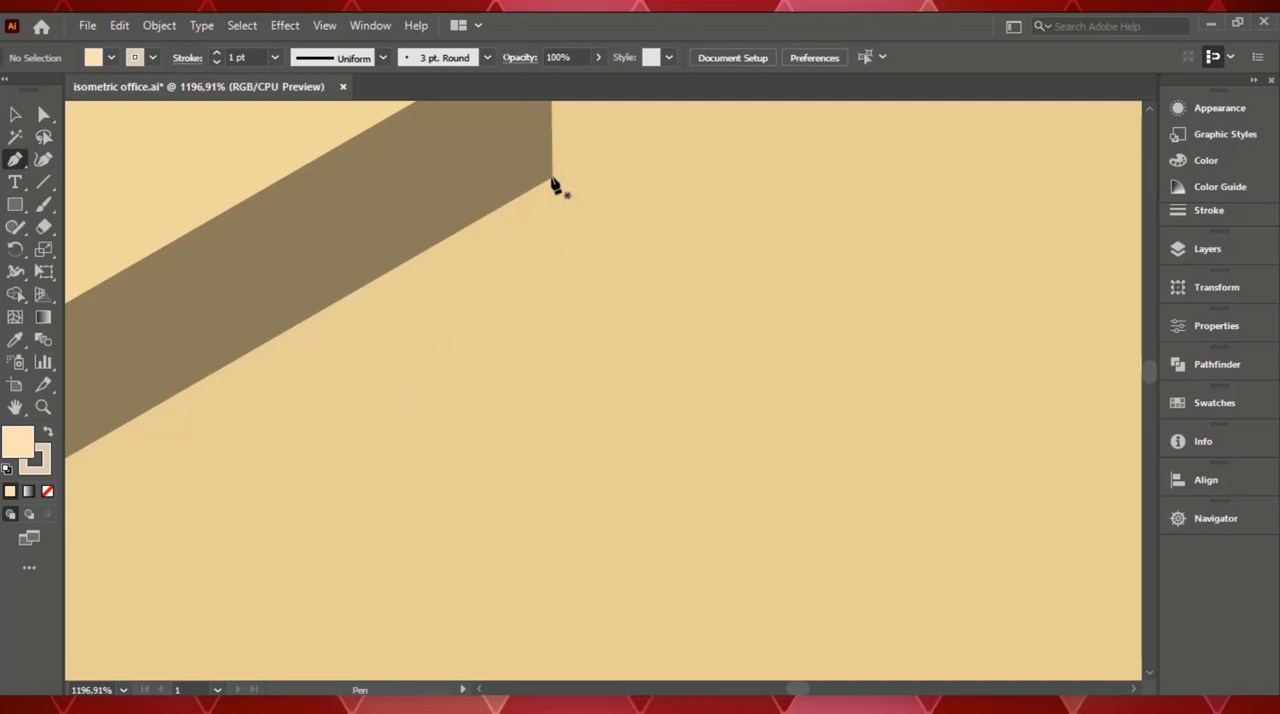 Ai File Edit Object Type Select Effect View Window Help Search Adobe Help
No Selection Stroke: 1 pt Uniform 3 pt. Round Opacity: 100% Style: Document Setup Preferences
isometric office.ai* @ 1196,91% (RGB/CPU Preview)
Appearance
Graphic Styles
Color
Color Guide
Stroke
Layers
Transform
Properties
Pathfinder
Swatches
Info
Align
Navigator
1196,91% 1 Pen